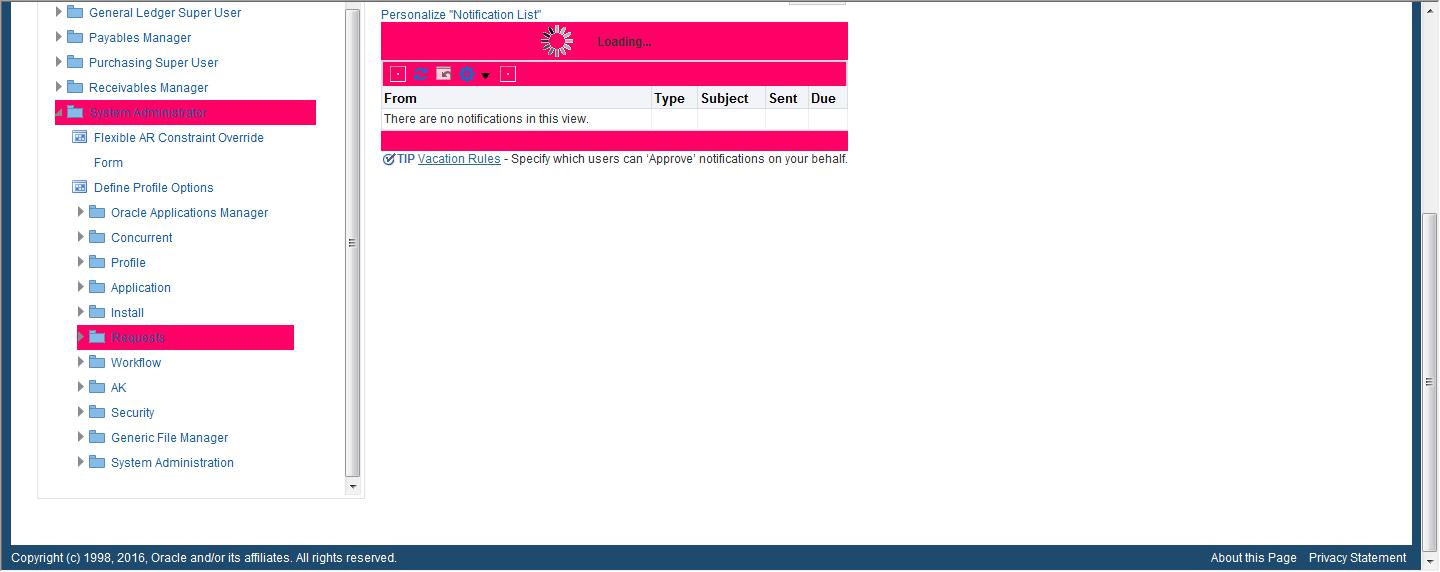 General Ledger Super User
Payables Manager
Purchasing Super User
Receivables Manager
System Administrator
Flexible AR Constraint Override
Form
Define Profile Options
Oracle Applications Manager
Concurrent
Profile
Application
Install
Requests
Workflow
AK
Security
Generic File Manager
System Administration
Personalize "Notification List"
Loading...
From Type Subject Sent Due
There are no notifications in this view.
TIP Vacation Rules - Specify which users can 'Approve' notifications on your behalf.
Copyright (c) 1998, 2016, Oracle and/or its affiliates. All rights reserved. About this Page Privacy Statement